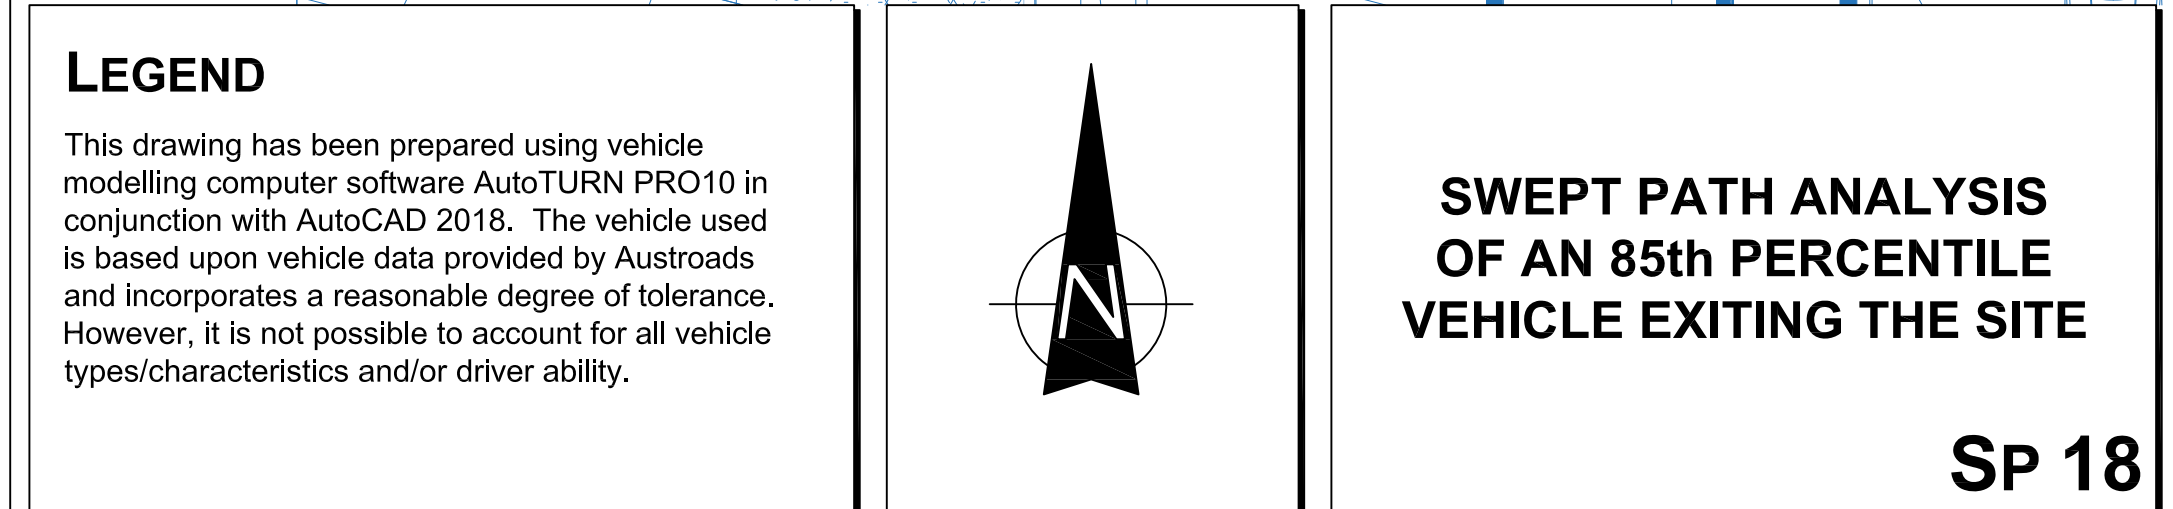 LEGEND
This drawing has been prepared using vehicle
modelling computer software AutoTURN PRO10 in
conjunction with AutoCAD 2018.  The vehicle used
is based upon vehicle data provided by Austroads
and incorporates a reasonable degree of tolerance.
However, it is not possible to account for all vehicle
types/characteristics and/or driver ability.
N
SWEPT PATH ANALYSIS
OF AN 85th PERCENTILE
VEHICLE EXITING THE SITE
SP 18